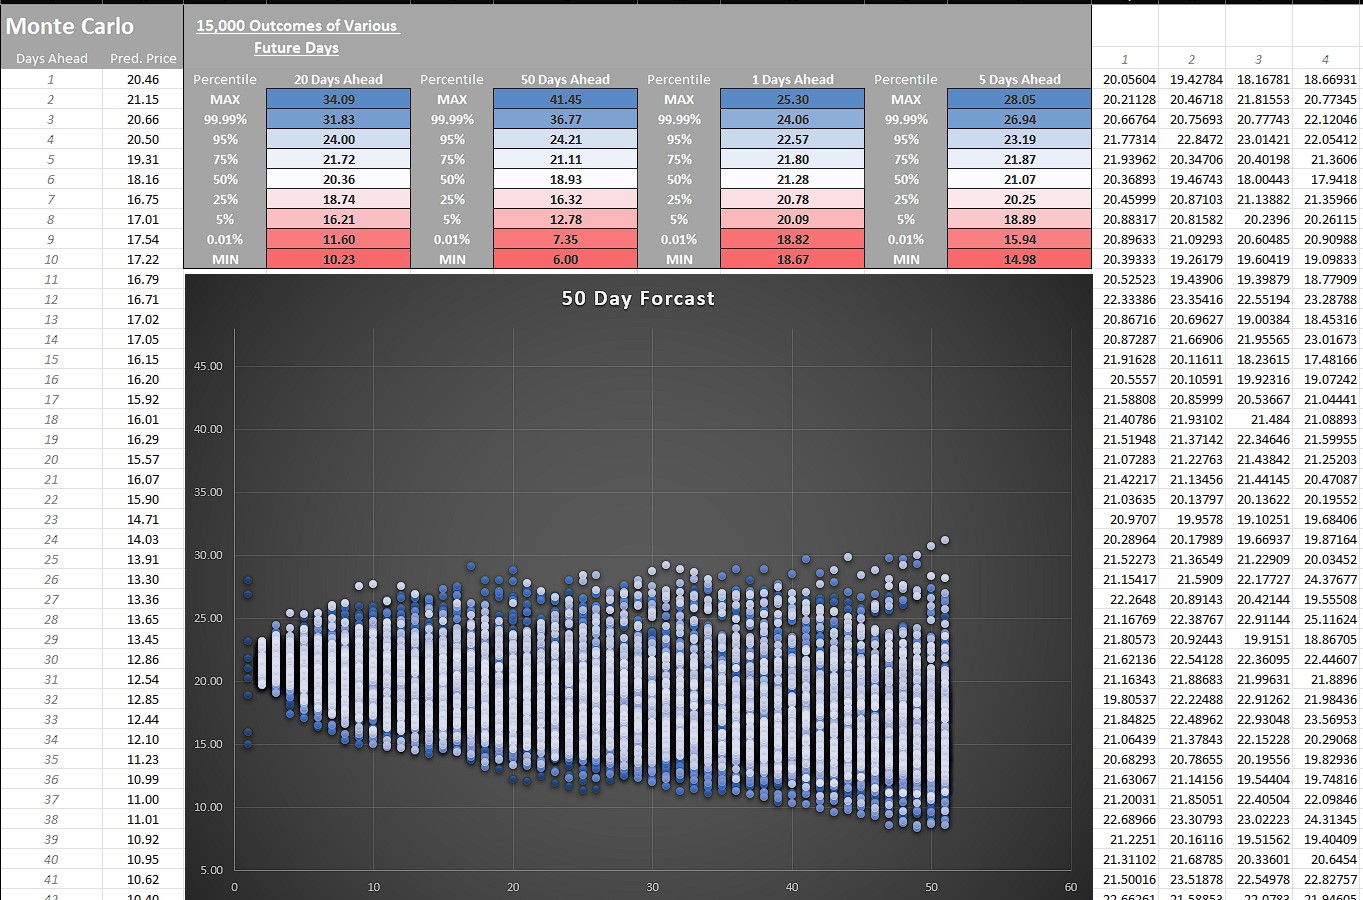 Monte Carlo
15,000 Outcomes of Various
Future Days
Days Ahead Pred. Price 1 2 3 4
1 20.46 Percentile 20 Days Ahead Percentile 50 Days Ahead Percentile 1 Days Ahead Percentile 5 Days Ahead 20.05604 19.42784 18.16781 18.66931
2 21.15 MAX 34.09 MAX 41.45 MAX 25.30 MAX 28.05 20.21128 20.46718 21.81553 20.77345
3 20.66 99.99% 31.83 99.99% 36.77 99.99% 24.06 99.99% 26.94 20.66764 20.75693 20.77743 22.12046
4 20.50 95% 24.00 95% 24.21 95% 22.57 95% 23.19 21.77314 22.8472 23.01421 22.05412
5 19.31 75% 21.72 75% 21.11 75% 21.80 75% 21.87 21.93962 20.34706 20.40198 21.3606
6 18.16 50% 20.36 50% 18.93 50% 21.28 50% 21.07 20.36893 19.46743 18.00443 17.9418
7 16.75 25% 18.74 25% 16.32 25% 20.78 25% 20.25 20.45999 20.87103 21.13882 21.35966
8 17.01 5% 16.21 5% 12.78 5% 20.09 5% 18.89 20.88317 20.81582 20.2396 20.26115
9 17.54 0.01% 11.60 0.01% 7.35 0.01% 18.82 0.01% 15.94 20.89633 21.09293 20.60485 20.90988
10 17.22 MIN 10.23 MIN 6.00 MIN 18.67 MIN 14.98 20.39333 19.26179 19.60419 19.09833
11 16.79 20.52523 19.43906 19.39879 18.77909
12 16.71 22.33386 23.35416 22.55194 23.28788
13 17.02 20.86716 20.69627 19.00384 18.45316
14 17.05 20.87287 21.66906 21.95565 23.01673
15 16.15 21.91628 20.11611 18.23615 17.48166
16 16.20 20.5557 20.10591 19.92316 19.07242
17 15.92 21.58808 20.85999 20.53667 21.04441
18 16.01 21.40786 21.93102 21.484 21.08893
19 16.29 21.51948 21.37142 22.34646 21.59955
20 15.57 21.07283 21.22763 21.43842 21.25203
21 16.07 21.42217 21.13456 21.44145 20.47087
22 15.90 21.03635 20.13797 20.13622 20.19552
23 14.71 20.9707 19.9578 19.10251 19.68406
24 14.03 20.28964 20.17989 19.66937 19.87164
25 13.91 21.52273 21.36549 21.22909 20.03452
26 13.30 21.15417 21.5909 22.17727 24.37677
27 13.36 22.2648 20.89143 20.42144 19.55508
28 13.65 21.16769 22.38767 22.91144 25.11624
29 13.45 21.80573 20.92443 19.9151 18.86705
30 12.86 21.62136 22.54128 22.36095 22.44607
31 12.54 21.16343 21.88683 21.99631 21.8896
32 12.85 19.80537 22.22488 22.91262 21.98436
33 12.44 21.84825 22.48962 22.93048 23.56953
34 12.10 21.06439 21.37843 22.15228 20.29068
35 11.23 20.68293 20.78655 20.19556 19.82936
36 10.99 21.63067 21.14156 19.54404 19.74816
37 11.00 21.20031 21.85051 22.40504 22.09846
38 11.01 22.68966 23.30793 23.02223 24.31345
39 10.92 21.2251 20.16116 19.51562 19.40409
40 10.95 21.31102 21.68785 20.33601 20.6454
41 10.62 21.50016 23.51878 22.54978 22.82757
42 10.40 22.66261 21.58853 22.0783 21.94605
50 Day Forcast
45.00
40.00
35.00
30.00
25.00
20.00
15.00
10.00
5.00
0 10 20 30 40 50 60